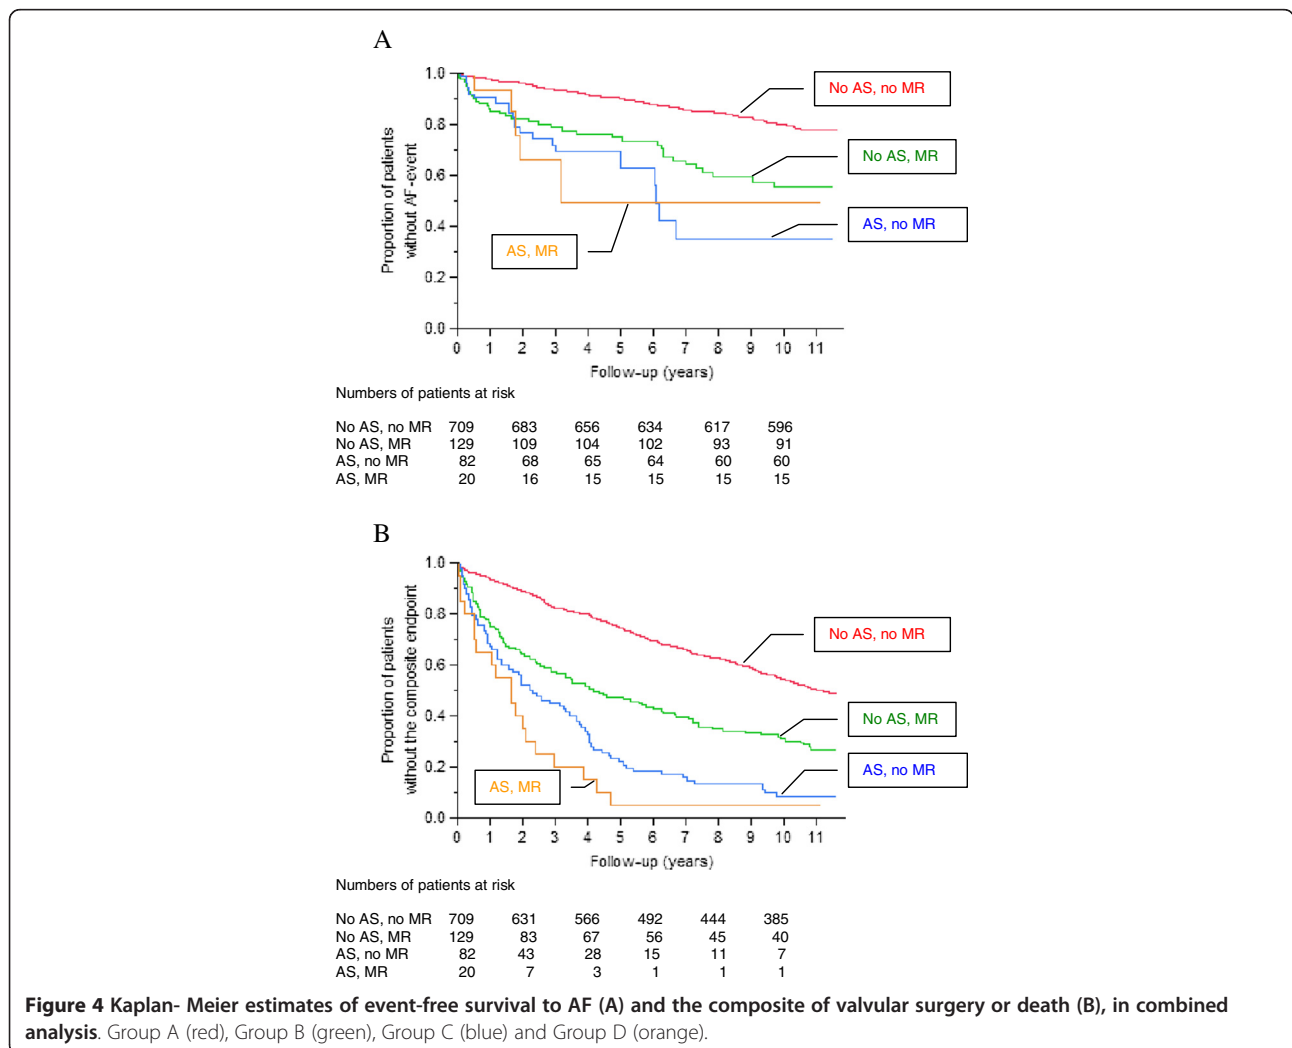 A
Proportion of patients
without AF-event
1.0
0.8
0.6
0.4
0.2
0.0
No AS, no MR
No AS, MR
AS, no MR
AS, MR
0 1 2 3 4 5 6 7 8 9 10 11
Follow-up (years)
Numbers of patients at risk
No AS, no MR 709 683 656 634 617 596
No AS, MR 129 109 104 102 93 91
AS, no MR 82 68 65 64 60 60
AS, MR 20 16 15 15 15 15
B
Proportion of patients
without the composite endpoint
1.0
0.8
0.6
0.4
0.2
0.0
No AS, no MR
No AS, MR
AS, no MR
AS, MR
0 1 2 3 4 5 6 7 8 9 10 11
Follow-up (years)
Numbers of patients at risk
No AS, no MR 709 631 566 492 444 385
No AS, MR 129 83 67 56 45 40
AS, no MR 82 43 28 15 11 7
AS, MR 20 7 3 1 1 1
Figure 4 Kaplan- Meier estimates of event-free survival to AF (A) and the composite of valvular surgery or death (B), in combined
analysis. Group A (red), Group B (green), Group C (blue) and Group D (orange).